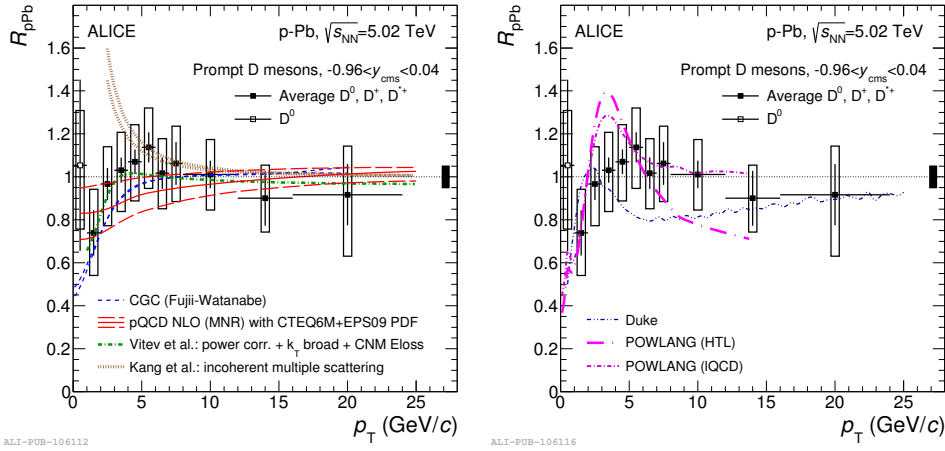 R_pPb
ALICE
p-Pb, √s_NN=5.02 TeV
Prompt D mesons, -0.96<y_cms<0.04
Average D^0, D^+, D^*+
D^0
CGC (Fujii-Watanabe)
pQCD NLO (MNR) with CTEQ6M+EPS09 PDF
Vitev et al.: power corr. + k_T broad + CNM Eloss
Kang et al.: incoherent multiple scattering
1.6
1.4
1.2
1
0.8
0.6
0.4
0.2
0
0 5 10 15 20 25
p_T (GeV/c)
ALI-PUB-106112
R_pPb
ALICE
p-Pb, √s_NN=5.02 TeV
Prompt D mesons, -0.96<y_cms<0.04
Average D^0, D^+, D^*+
D^0
Duke
POWLANG (HTL)
POWLANG (lQCD)
1.6
1.4
1.2
1
0.8
0.6
0.4
0.2
0
0 5 10 15 20 25
p_T (GeV/c)
ALI-PUB-106116